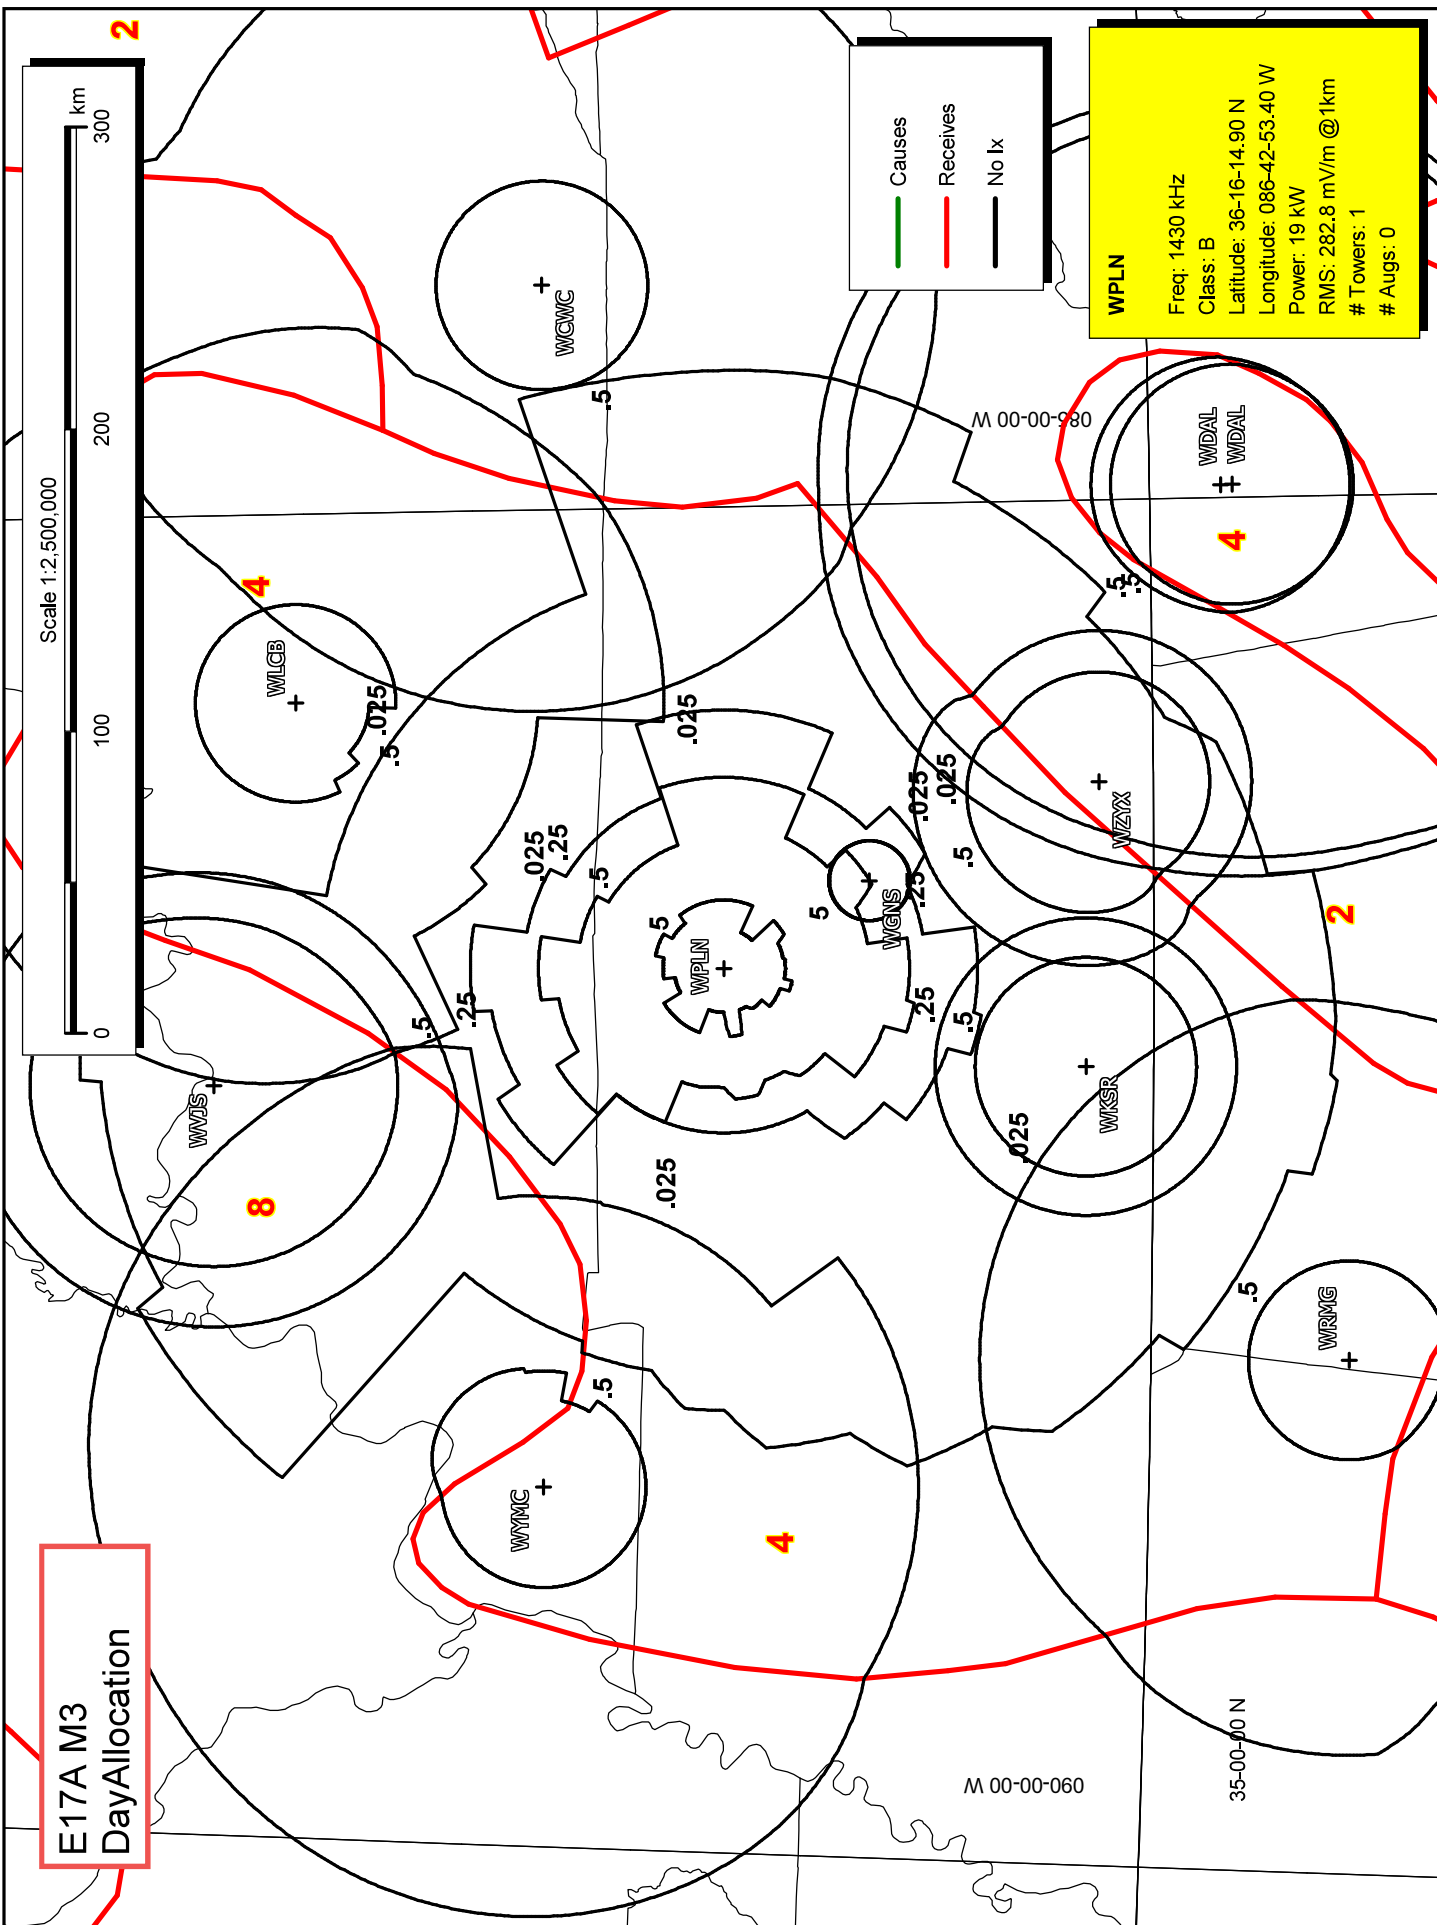 E17A M3
DayAllocation
Scale 1:2,500,000
0
100
200
300
km
2
4
8
WVJS
WLCB
.025
.5
WCWC
.5
.5
.25
.025
.25
.5
.025
5
WPLN
5
WGNS
.25
.25
.5
.025
.025
.5
WYMC
.5
.025
4
.025
WKSR
WZYX
.5
.5
WDAL
WDAL
4
2
WRMG
.5
085-00-00 W
090-00-00 W
35-00-00 N
Causes
Receives
No Ix
WPLN
Freq: 1430 kHz
Class: B
Latitude: 36-16-14.90 N
Longitude: 086-42-53.40 W
Power: 19 kW
RMS: 282.8 mV/m @1km
# Towers: 1
# Augs: 0